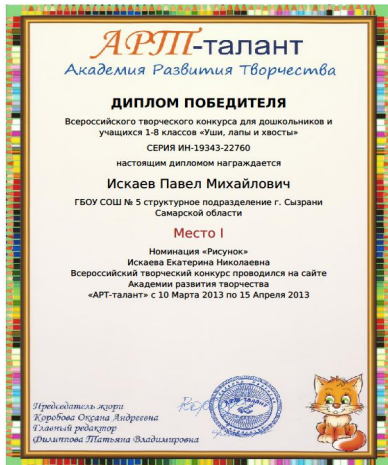 АРТ-талант
Академия Развития Творчества
ДИПЛОМ ПОБЕДИТЕЛЯ
Всероссийского творческого конкурса для дошкольников и
учащихся 1-8 классов «Уши, лапы и хвосты»
СЕРИЯ ИН-19343-22760
настоящим дипломом награждается
Искаев Павел Михайлович
ГБОУ СОШ № 5 структурное подразделение г. Сызрани
Самарской области
Место I
Номинация «Рисунок»
Искаева Екатерина Николаевна
Всероссийский творческий конкурс проводился на сайте
Академии развития творчества
«АРТ-талант» с 10 Марта 2013 по 15 Апреля 2013
Председатель жюри
Коробова Оксана Андреевна
Главный редактор
Филиппова Татьяна Владимировна
АРТ-талант